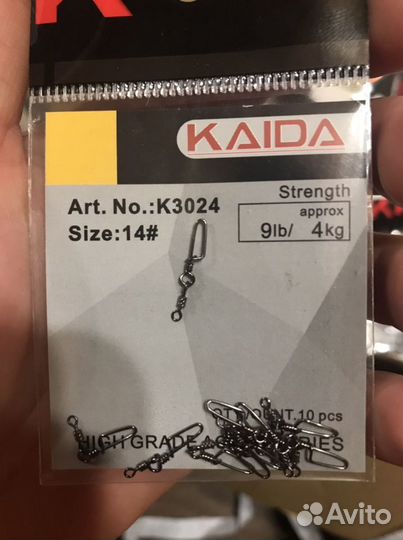 KAIDA
Strength
Art. No.:K3024
approx
9lb/ 4kg
Size:14#
10 pcs
HIGH GRADE
Avito